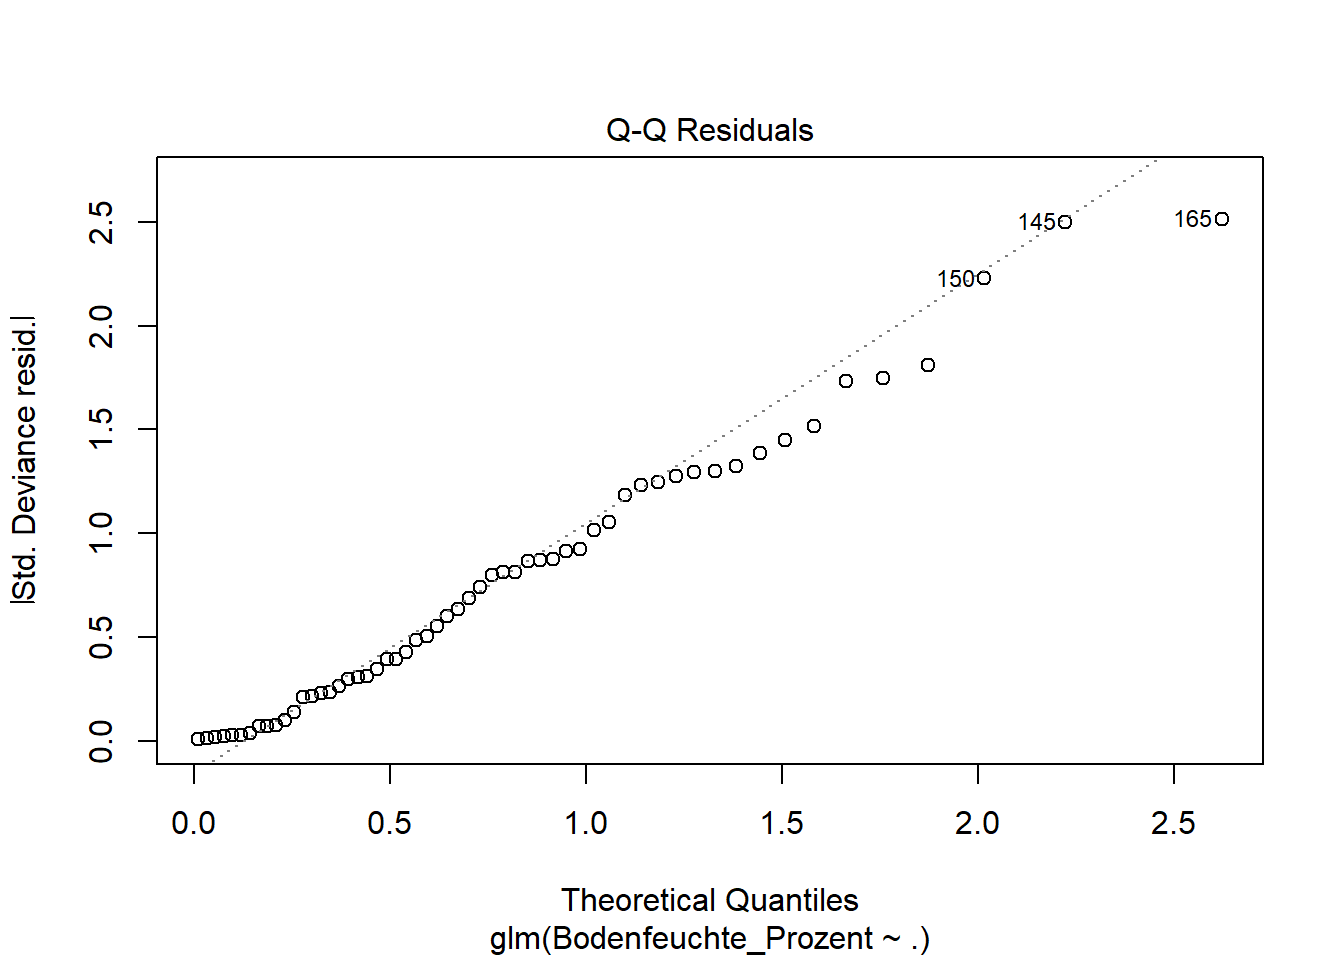 Q-Q Residuals
|Std. Deviance resid.|
2.5
2.0
1.5
1.0
0.5
0.0
145
165
150
0.0 0.5 1.0 1.5 2.0 2.5
Theoretical Quantiles
glm(Bodenfeuchte_Prozent ~ .)